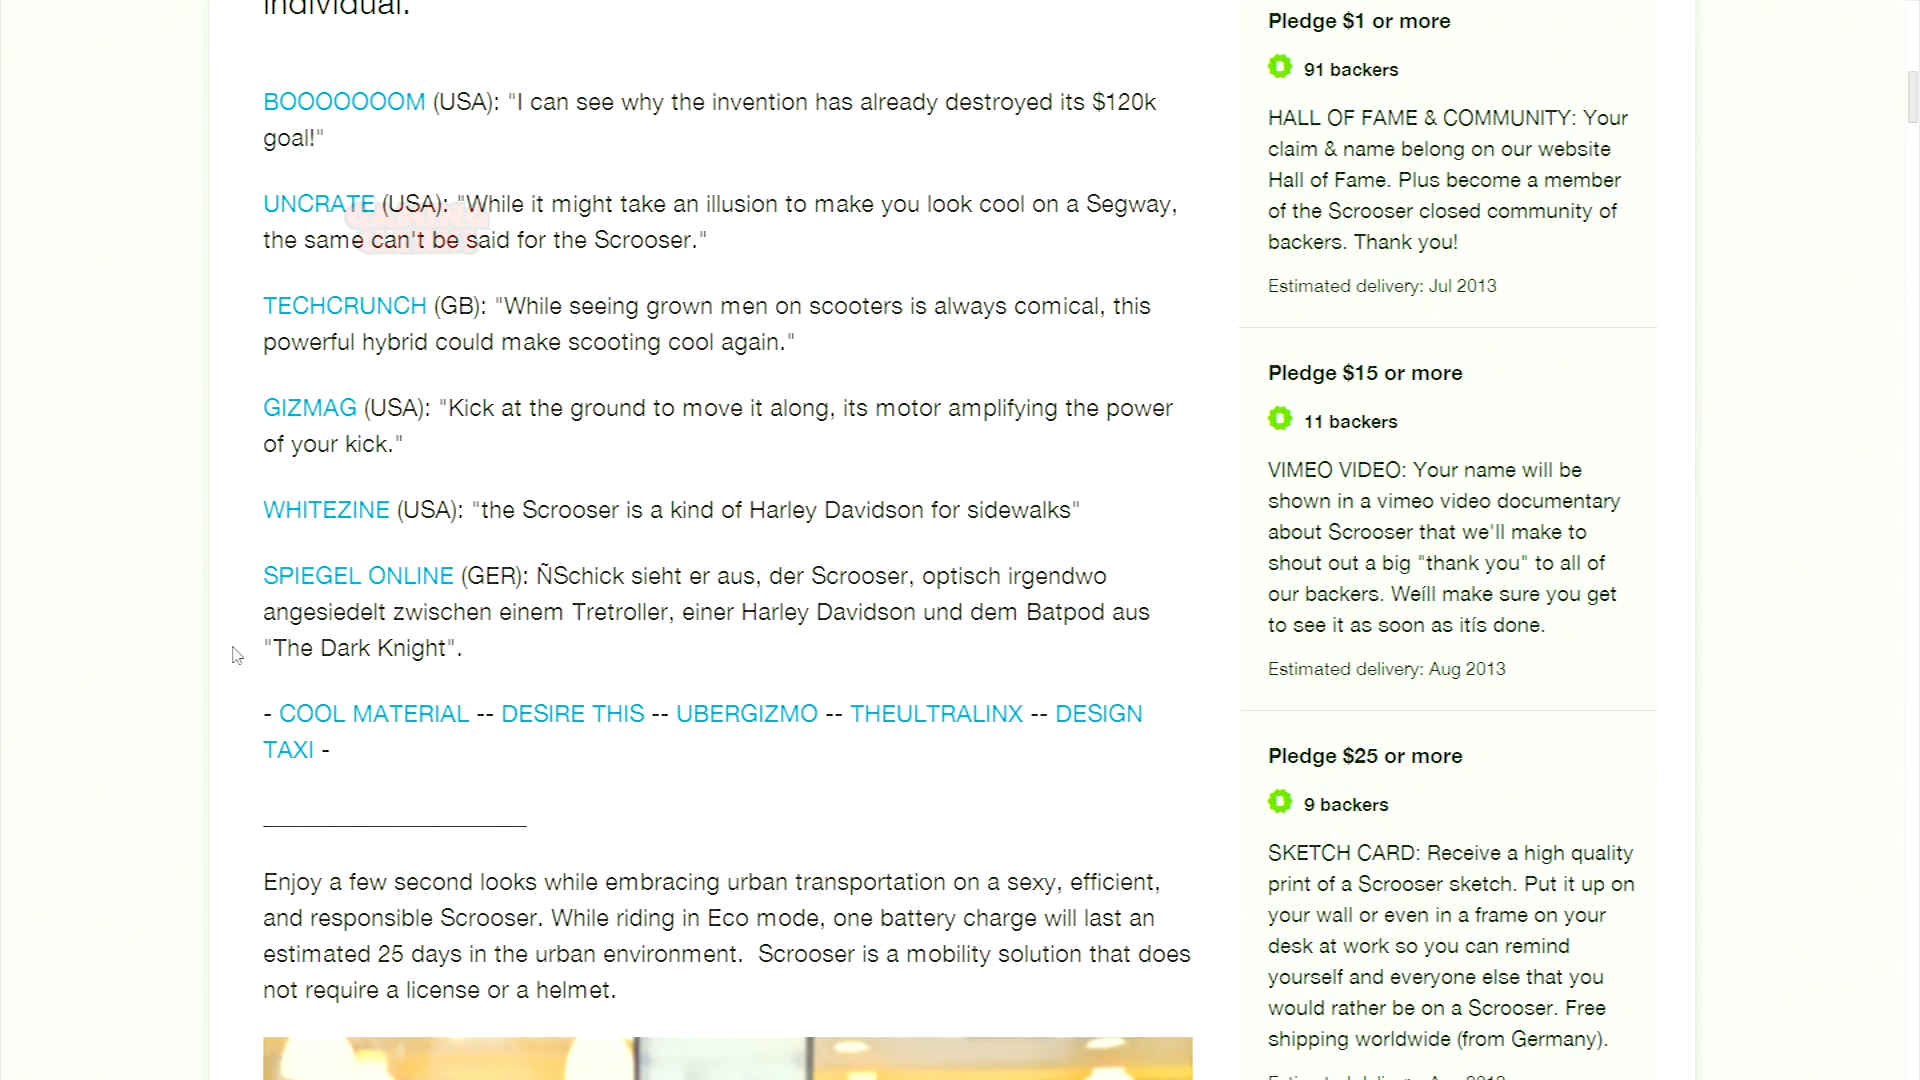 individual.
BOOOOOOOM (USA): "I can see why the invention has already destroyed its $120k
goal!"
UNCRATE (USA): "While it might take an illusion to make you look cool on a Segway,
the same can't be said for the Scrooser."
TECHCRUNCH (GB): "While seeing grown men on scooters is always comical, this
powerful hybrid could make scooting cool again."
GIZMAG (USA): "Kick at the ground to move it along, its motor amplifying the power
of your kick."
WHITEZINE (USA): "the Scrooser is a kind of Harley Davidson for sidewalks"
SPIEGEL ONLINE (GER): ÑSchick sieht er aus, der Scrooser, optisch irgendwo
angesiedelt zwischen einem Tretroller, einer Harley Davidson und dem Batpod aus
"The Dark Knight".
- COOL MATERIAL -- DESIRE THIS -- UBERGIZMO -- THEULTRALINX -- DESIGN
TAXI -
Enjoy a few second looks while embracing urban transportation on a sexy, efficient,
and responsible Scrooser. While riding in Eco mode, one battery charge will last an
estimated 25 days in the urban environment.  Scrooser is a mobility solution that does
not require a license or a helmet.
Pledge $1 or more
91 backers
HALL OF FAME & COMMUNITY: Your
claim & name belong on our website
Hall of Fame. Plus become a member
of the Scrooser closed community of
backers. Thank you!
Estimated delivery: Jul 2013
Pledge $15 or more
11 backers
VIMEO VIDEO: Your name will be
shown in a vimeo video documentary
about Scrooser that we'll make to
shout out a big "thank you" to all of
our backers. Weíll make sure you get
to see it as soon as itís done.
Estimated delivery: Aug 2013
Pledge $25 or more
9 backers
SKETCH CARD: Receive a high quality
print of a Scrooser sketch. Put it up on
your wall or even in a frame on your
desk at work so you can remind
yourself and everyone else that you
would rather be on a Scrooser. Free
shipping worldwide (from Germany).